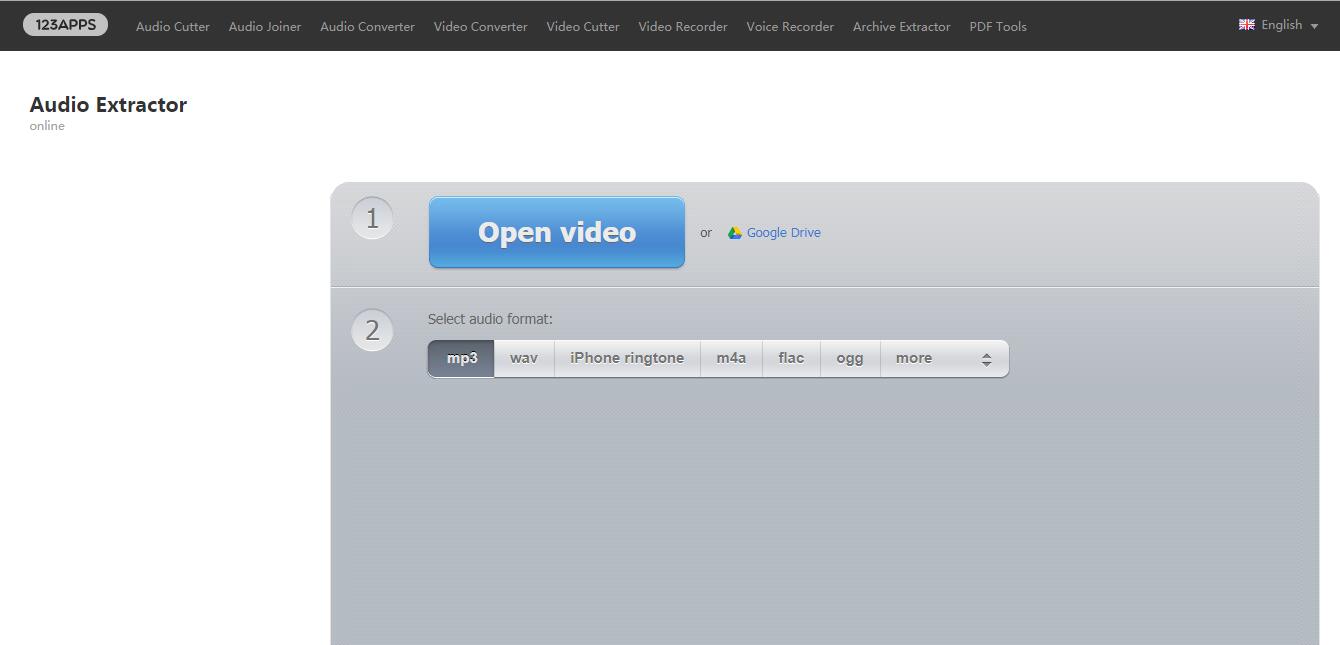 123APPS Audio Cutter Audio Joiner Audio Converter Video Converter Video Cutter Video Recorder Voice Recorder Archive Extractor PDF Tools English
Audio Extractor
online
1 Open video or Google Drive
2 Select audio format:
mp3 wav iPhone ringtone m4a flac ogg more